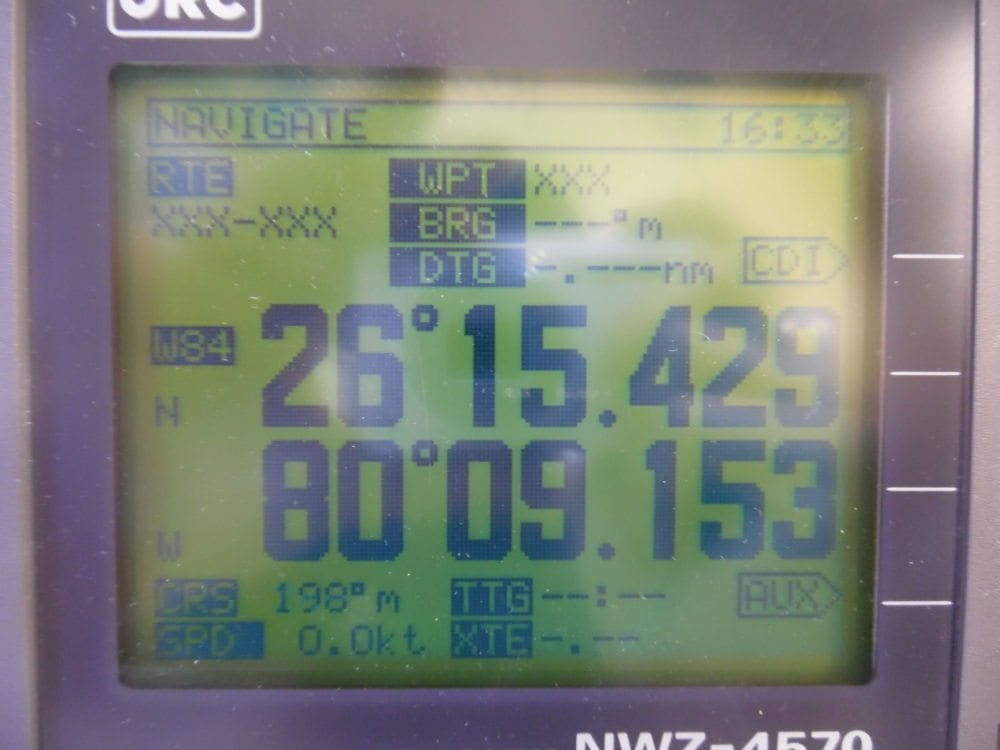 JRC
NAVIGATE 16:33
RTE WPT XXX
XXX-XXX BRG ---°m
DTG -.---nm CDI
W84 26°15.429
N
80°09.153
W
CRS 198°m TTG --:-- AUX
SPD 0.0kt XTE -.--
NWZ-4570